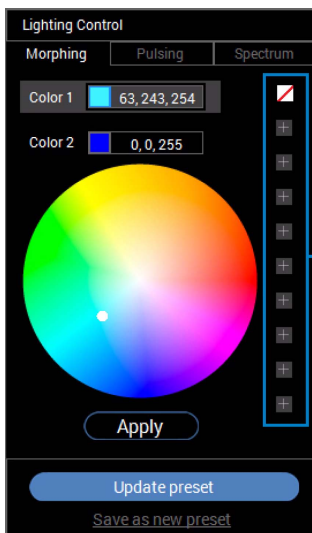 Lighting Control
Morphing Pulsing Spectrum
Color 1 63, 243, 254
Color 2 0, 0, 255
Apply
Update preset
Save as new preset